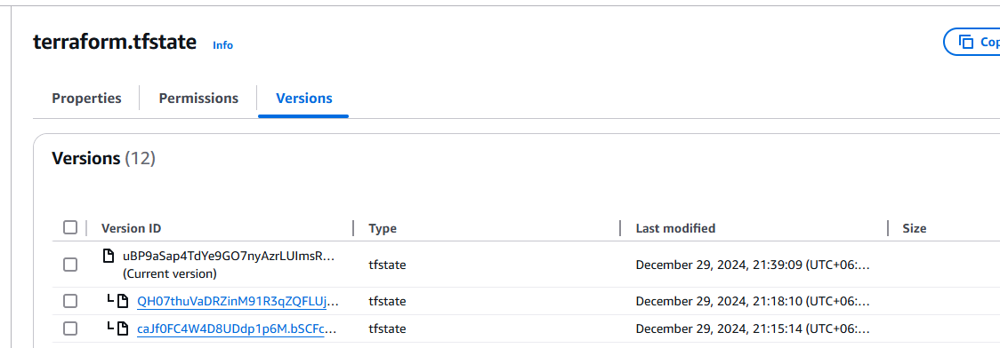 terraform.tfstate Info
Cop
Properties Permissions Versions
Versions (12)
Version ID Type Last modified Size
uBP9aSap4TdYe9GO7nyAzrLUImsR... tfstate December 29, 2024, 21:39:09 (UTC+06:...
(Current version)
QH07thuVaDRZinM91R3qZQFLUj... tfstate December 29, 2024, 21:18:10 (UTC+06:...
caJf0FC4W4D8UDdp1p6M.bSCFc... tfstate December 29, 2024, 21:15:14 (UTC+06:...